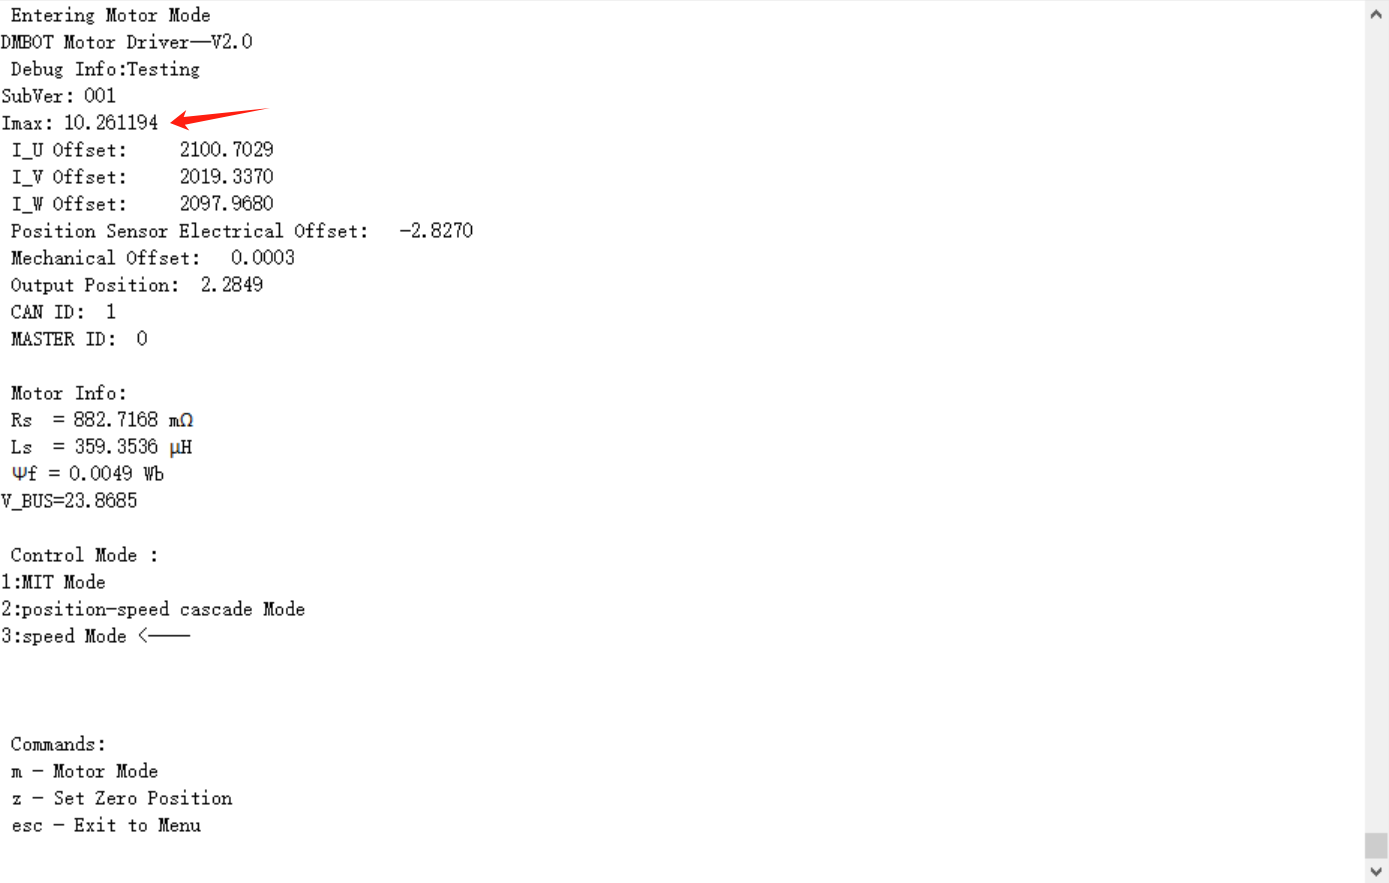 Entering Motor Mode
DMBOT Motor Driver——V2.0
Debug Info:Testing
SubVer: 001
Imax: 10.261194
I_U Offset: 2100.7029
I_V Offset: 2019.3370
I_W Offset: 2097.9680
Position Sensor Electrical Offset: -2.8270
Mechanical Offset: 0.0003
Output Position: 2.2849
CAN ID: 1
MASTER ID: 0
Motor Info:
Rs = 882.7168 mΩ
Ls = 359.3536 μH
Ψf = 0.0049 Wb
V_BUS=23.8685
Control Mode :
1:MIT Mode
2:position-speed cascade Mode
3:speed Mode <————
Commands:
m - Motor Mode
z - Set Zero Position
esc - Exit to Menu